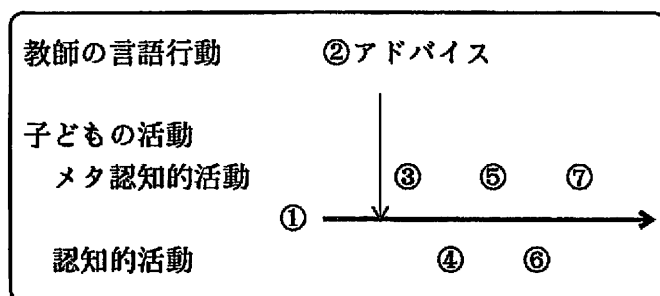 教師の言語行動 ②アドバイス
子どもの活動
メタ認知的活動 ③ ⑤ ⑦
①
認知的活動 ④ ⑥